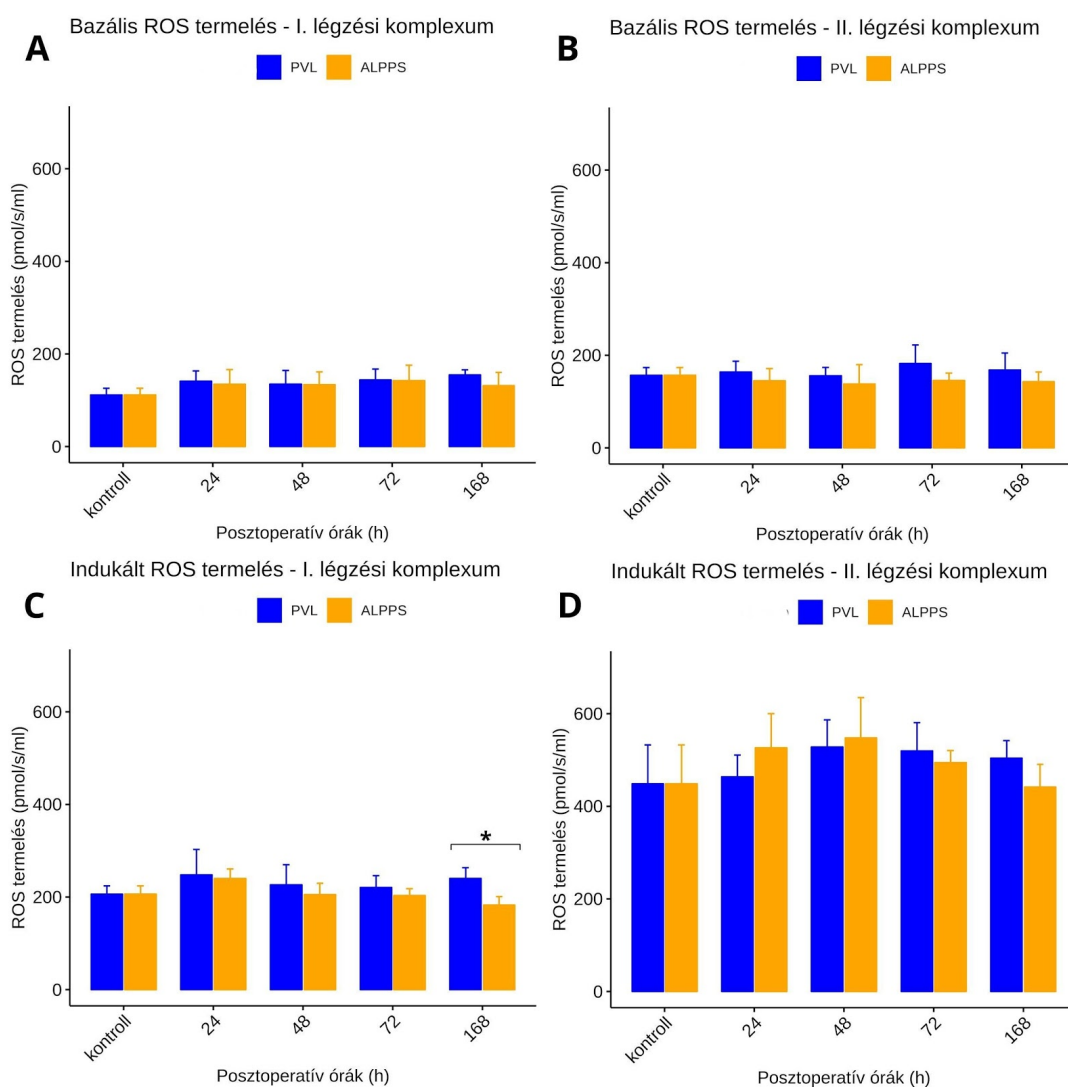 A
Bazális ROS termelés - I. légzési komplexum
PVL ALPPS
ROS termelés (pmol/s/ml)
600
400
200
0
kontroll 24 48 72 168
Posztoperatív órák (h)
B
Bazális ROS termelés - II. légzési komplexum
PVL ALPPS
ROS termelés (pmol/s/ml)
600
400
200
0
kontroll 24 48 72 168
Posztoperatív órák (h)
C
Indukált ROS termelés - I. légzési komplexum
PVL ALPPS
ROS termelés (pmol/s/ml)
600
400
200
0
*
kontroll 24 48 72 168
Posztoperatív órák (h)
D
Indukált ROS termelés - II. légzési komplexum
PVL ALPPS
ROS termelés (pmol/s/ml)
600
400
200
0
kontroll 24 48 72 168
Posztoperatív órák (h)